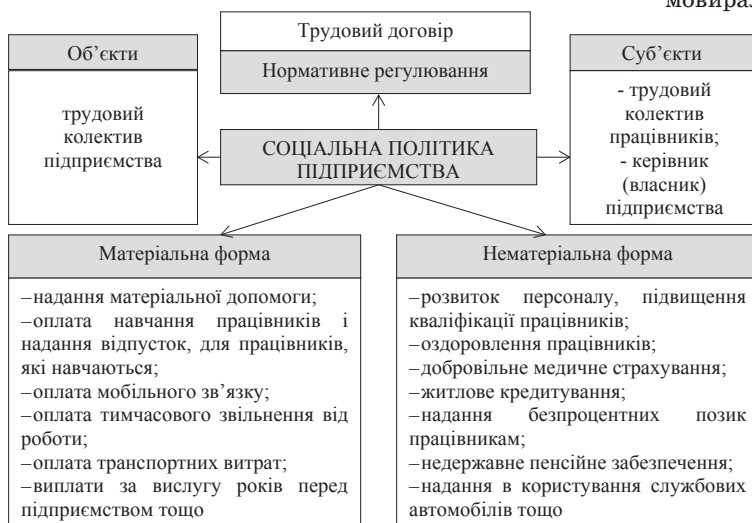 мовираз
Трудовий договір
Нормативне регулювання
Об’єкти
трудовий
колектив
підприємства
Суб’єкти
- трудовий
колектив
працівників;
- керівник
(власник)
підприємства
СОЦІАЛЬНА ПОЛІТИКА
ПІДПРИЄМСТВА
Матеріальна форма
–надання матеріальної допомоги;
–оплата навчання працівників і
надання відпусток, для працівників,
які навчаються;
–оплата мобільного зв’язку;
–оплата тимчасового звільнення від
роботи;
–оплата транспортних витрат;
–виплати за вислугу років перед
підприємством тощо
Нематеріальна форма
–розвиток персоналу, підвищення
кваліфікації працівників;
–оздоровлення працівників;
–добровільне медичне страхування;
–житлове кредитування;
–надання безпроцентних позик
працівникам;
–недержавне пенсійне забезпечення;
–надання в користування службових
автомобілів тощо